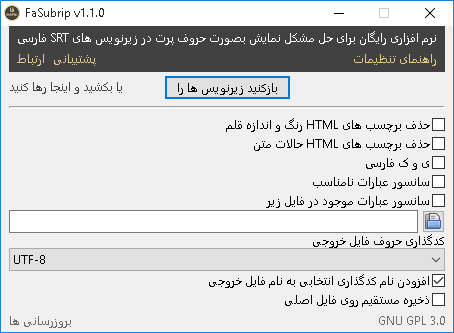 FaSubrip v1.1.0
نرم افزاری رایگان برای حل مشکل نمایش بصورت حروف پرت در زیرنویس های SRT فارسی
راهنمای تنظیمات پشتیبانی ارتباط
بازکنید زیرنویس ها را یا بکشید و اینجا رها کنید
حذف برچسب های HTML رنگ و اندازه قلم
حذف برچسب های HTML حالات متن
ی و ک فارسی
سانسور عبارات نامناسب
سانسور عبارات موجود در فایل زیر
کدگذاری حروف فایل خروجی
UTF-8
افزودن نام کدگذاری انتخابی به نام فایل خروجی
ذخیره مستقیم روی فایل اصلی
بروزرسانی ها GNU GPL 3.0